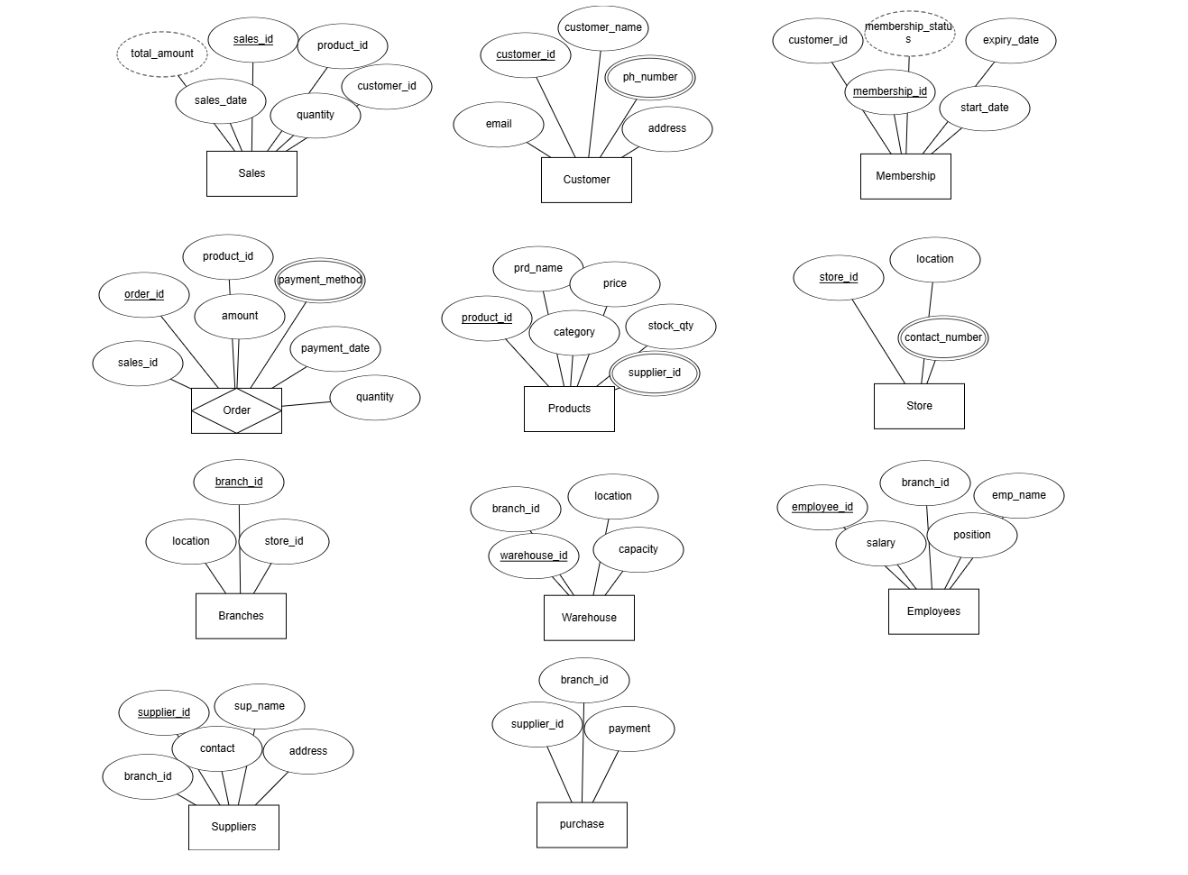 total_amount
sales_id
product_id
customer_id
sales_date
quantity
Sales
customer_name
customer_id
ph_number
email
address
Customer
customer_id
membership_statu
s
expiry_date
membership_id
start_date
Membership
product_id
payment_method
order_id
amount
payment_date
sales_id
quantity
Order
prd_name
price
product_id
category
stock_qty
supplier_id
Products
location
store_id
contact_number
Store
branch_id
location
store_id
Branches
branch_id
location
warehouse_id
capacity
Warehouse
branch_id
employee_id
emp_name
salary
position
Employees
supplier_id
sup_name
contact
address
branch_id
Suppliers
branch_id
supplier_id
payment
purchase